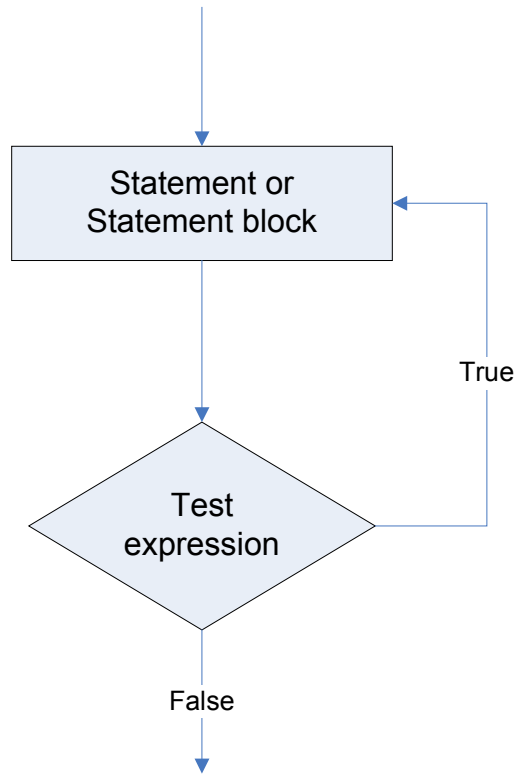 Statement or
Statement block
True
Test
expression
False